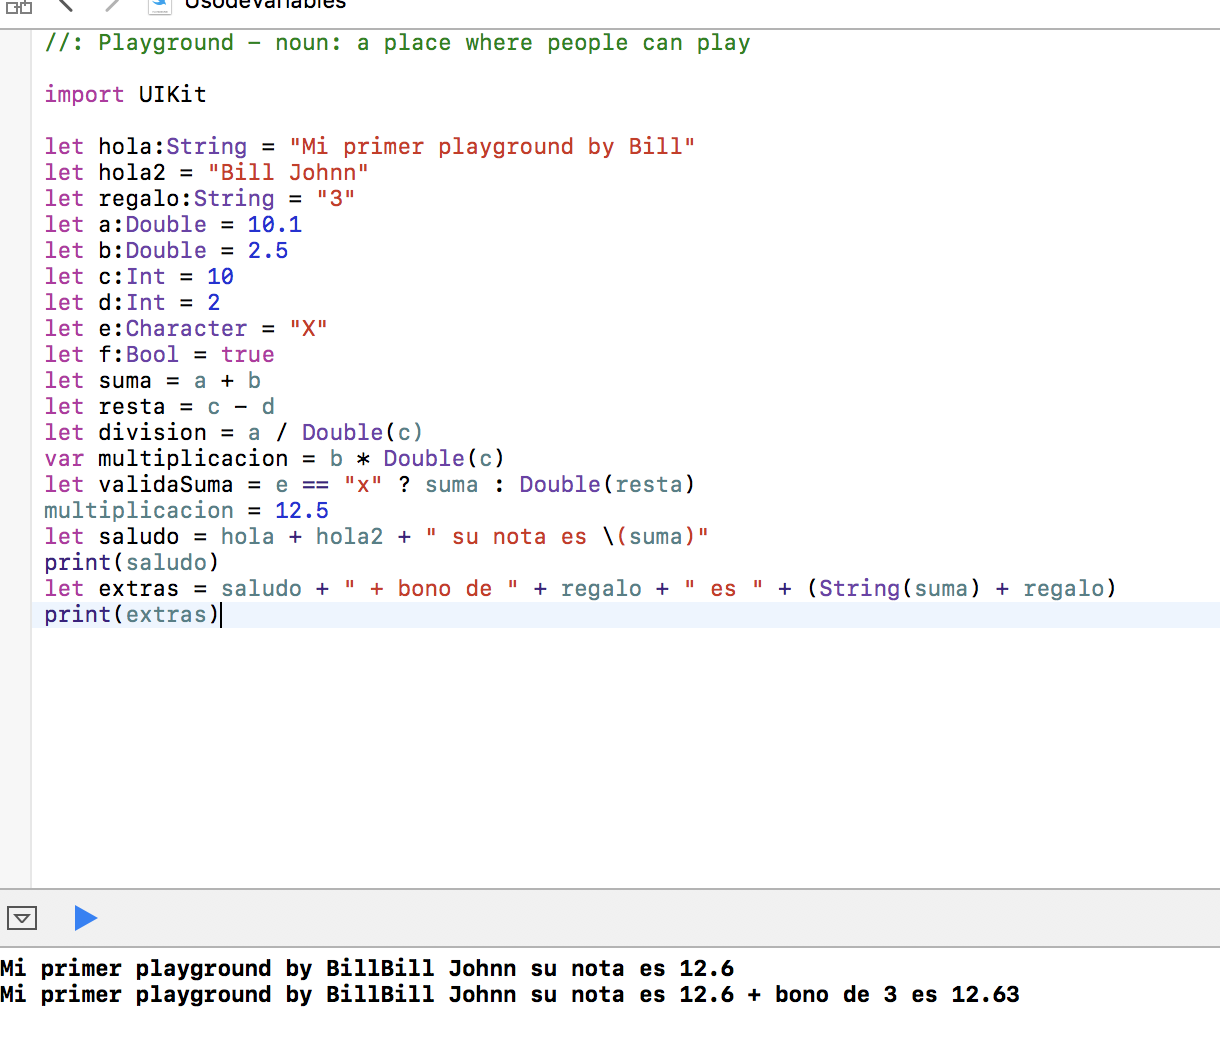 UsodeVariables
//: Playground - noun: a place where people can play
import UIKit
let hola:String = "Mi primer playground by Bill"
let hola2 = "Bill Johnn"
let regalo:String = "3"
let a:Double = 10.1
let b:Double = 2.5
let c:Int = 10
let d:Int = 2
let e:Character = "X"
let f:Bool = true
let suma = a + b
let resta = c - d
let division = a / Double(c)
var multiplicacion = b * Double(c)
let validaSuma = e == "x" ? suma : Double(resta)
multiplicacion = 12.5
let saludo = hola + hola2 + " su nota es \(suma)"
print(saludo)
let extras = saludo + " + bono de " + regalo + " es " + (String(suma) + regalo)
print(extras)
Mi primer playground by BillBill Johnn su nota es 12.6
Mi primer playground by BillBill Johnn su nota es 12.6 + bono de 3 es 12.63